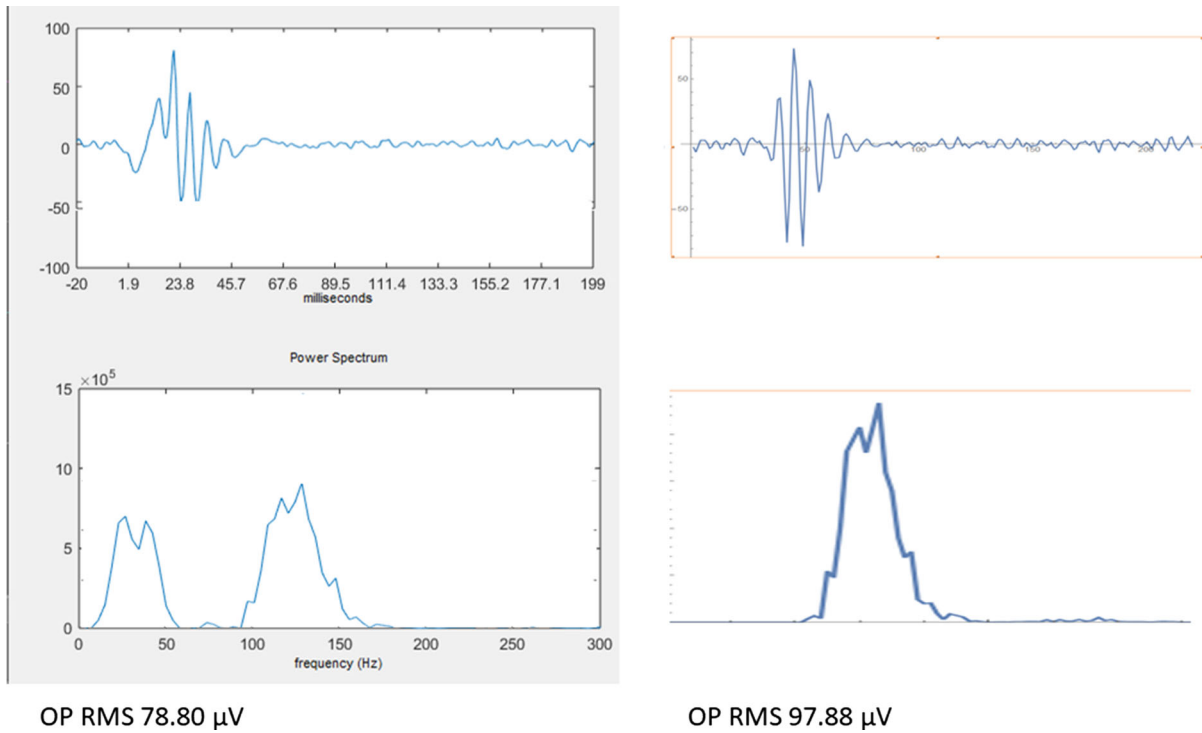 100
50
0
-50
-100
-20 1.9 23.8 45.7 67.6 89.5 111.4 133.3 155.2 177.1 199
milliseconds
50
50 100 150 200
-50
Power Spectrum
×10⁵
15
10
5
0
0 50 100 150 200 250 300
frequency (Hz)
OP RMS 78.80 µV
OP RMS 97.88 µV